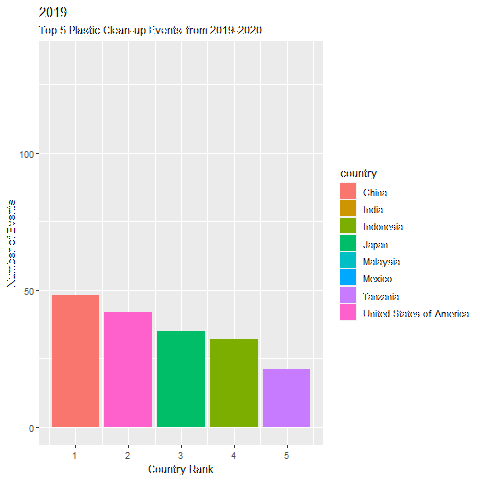 2019
Top 5 Plastic Clean-up Events from 2019-2020
Number of Events
100
50
0
1 2 3 4 5
Country Rank
country
China
India
Indonesia
Japan
Malaysia
Mexico
Tanzania
United States of America